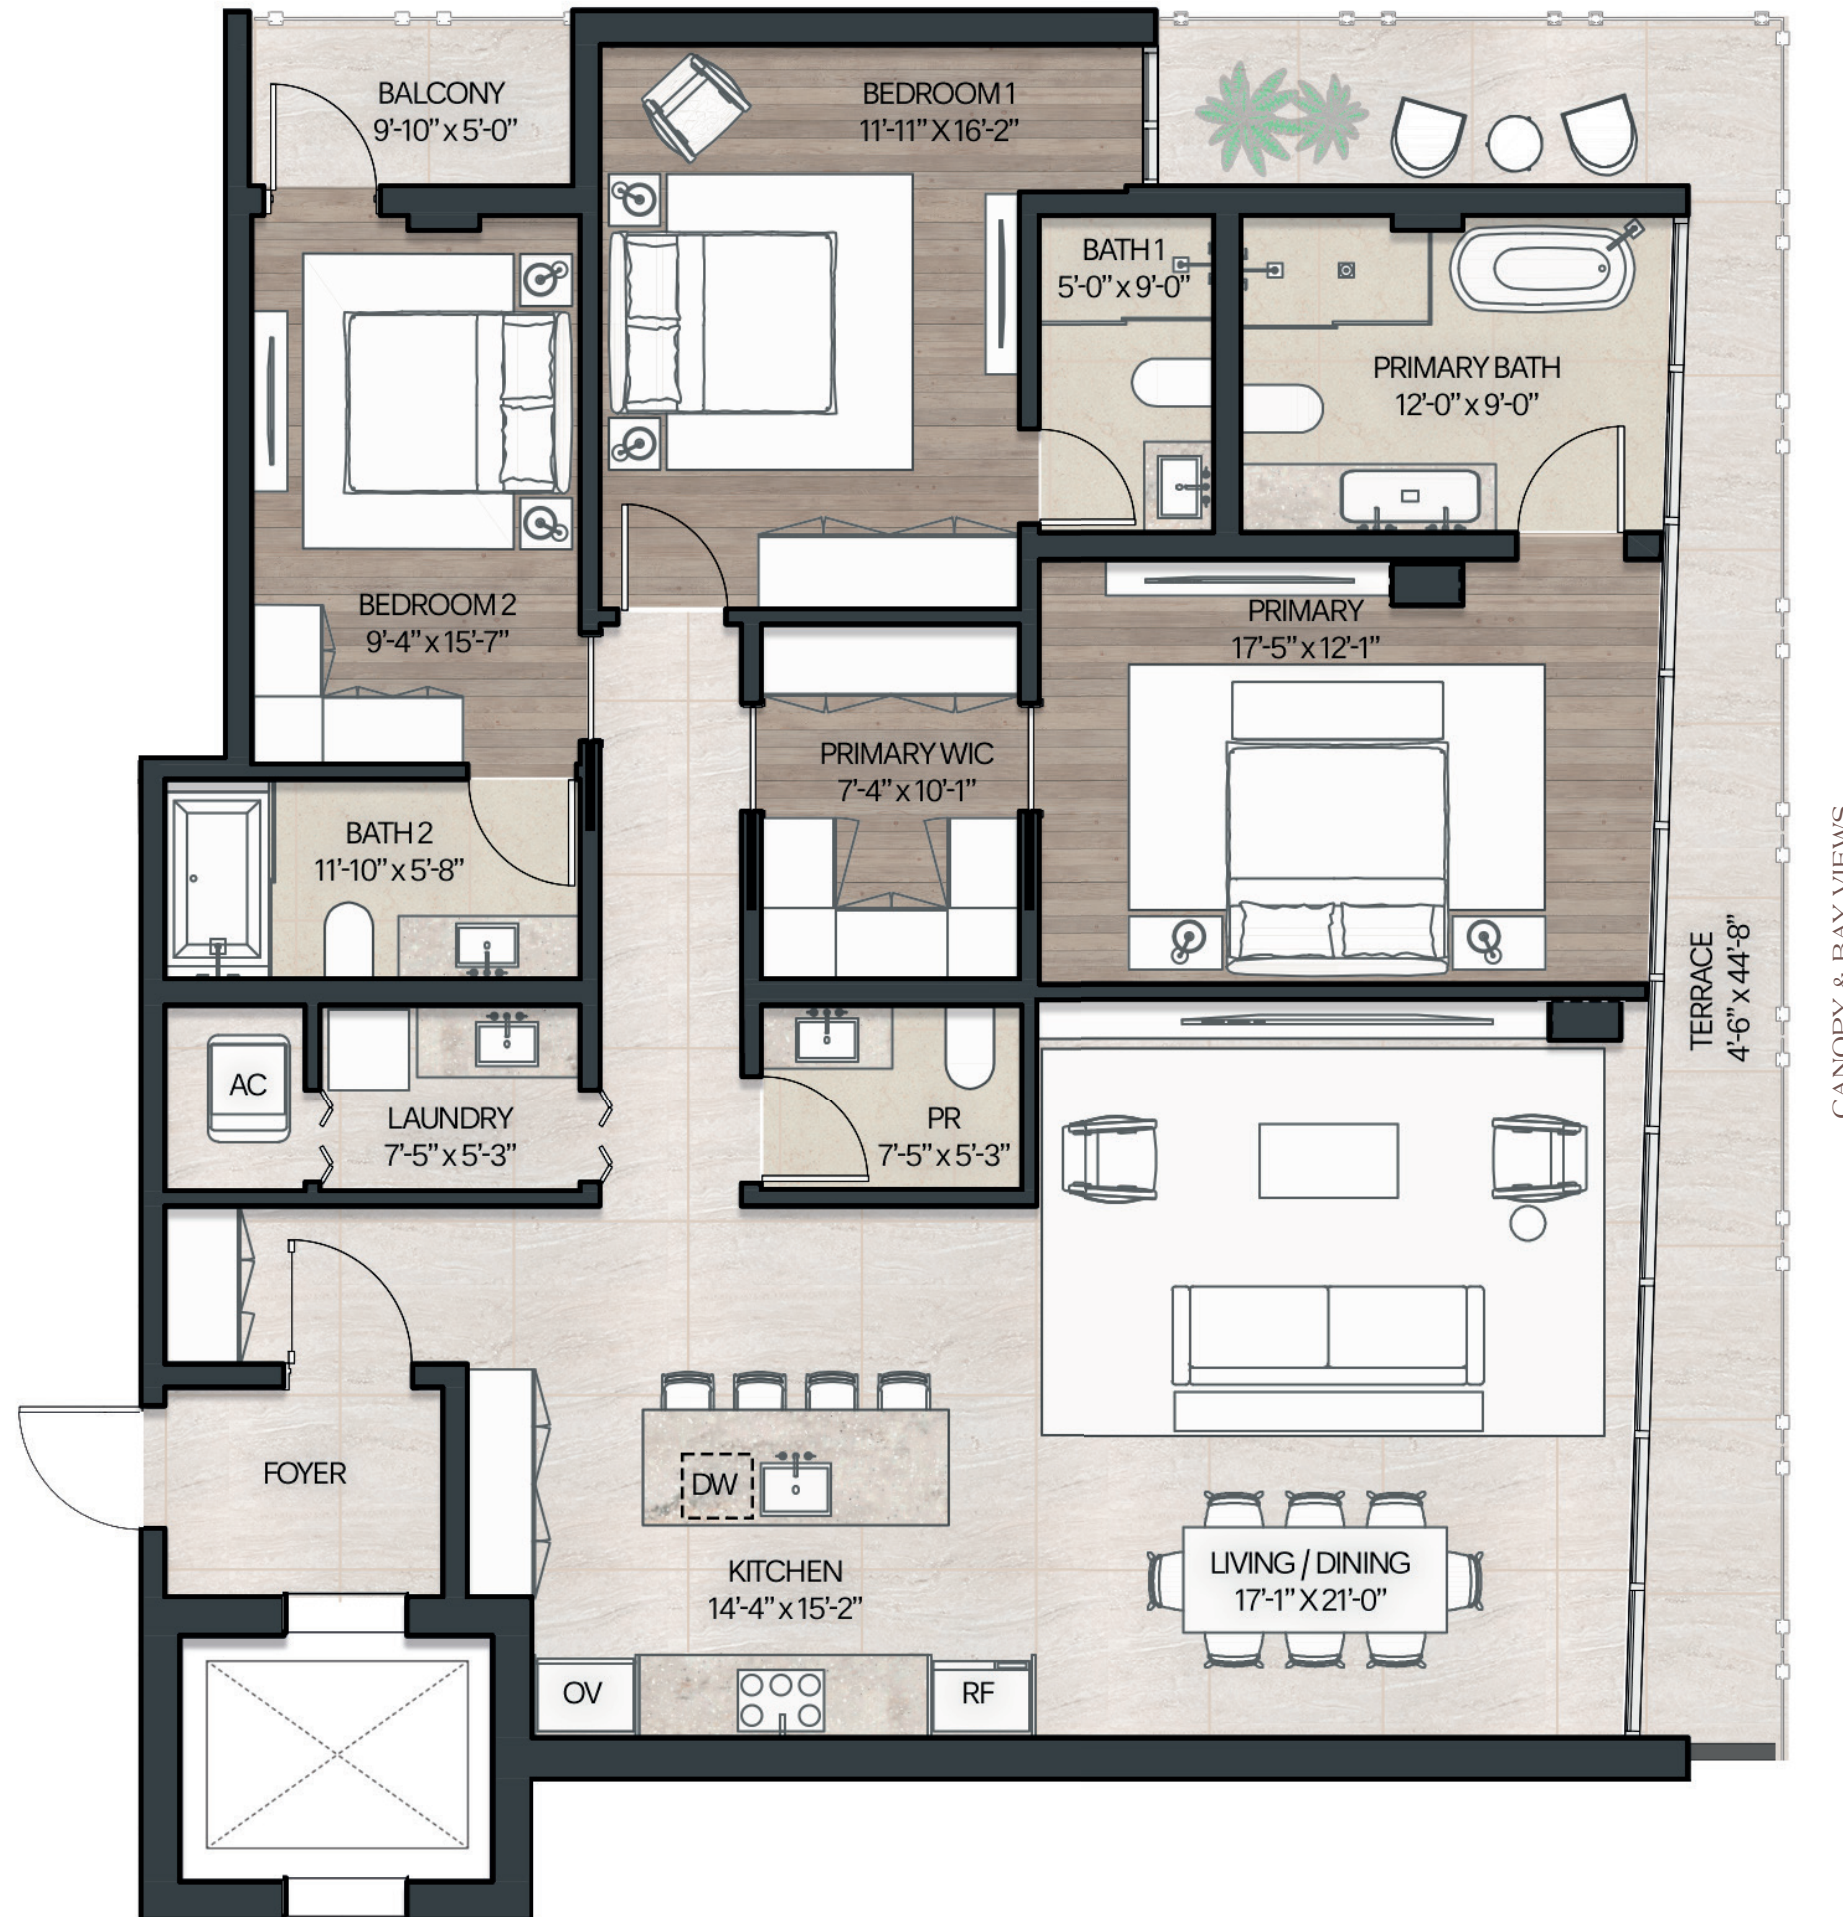 BALCONY
9'-10" x 5'-0"
BEDROOM 1
11'-11" X 16'-2"
BATH 1
5'-0" x 9'-0"
PRIMARY BATH
12'-0" x 9'-0"
BEDROOM 2
9'-4" x 15'-7"
PRIMARY
17'-5" x 12'-1"
PRIMARY WIC
7'-4" x 10'-1"
BATH 2
11'-10" x 5'-8"
TERRACE
4'-6" x 44'-8"
CANOPY & BAY VIEWS
AC
LAUNDRY
7'-5" x 5'-3"
PR
7'-5" x 5'-3"
FOYER
DW
KITCHEN
14'-4" x 15'-2"
LIVING / DINING
17'-1" X 21'-0"
OV
RF